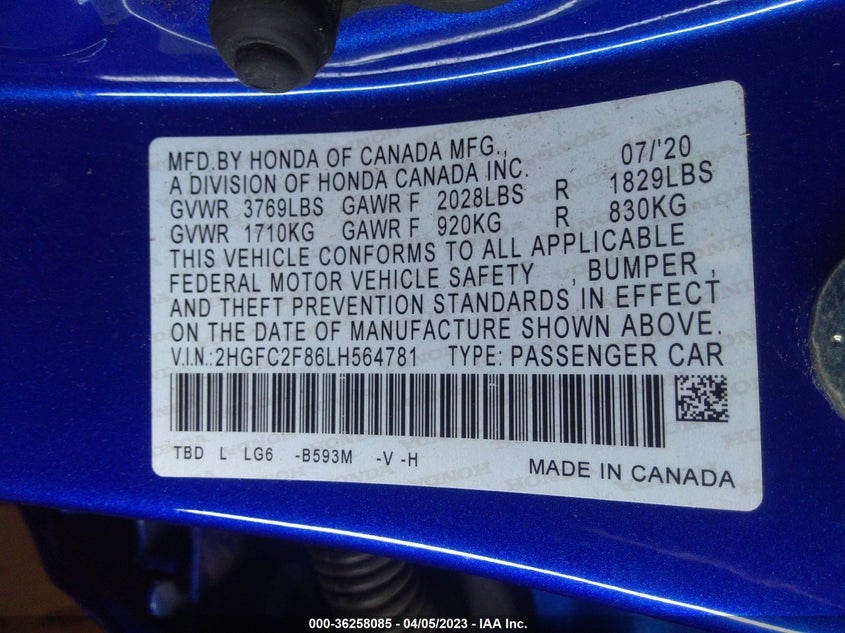 MFD.BY HONDA OF CANADA MFG., 07/'20
A DIVISION OF HONDA CANADA INC.
GVWR 3769LBS GAWR F 2028LBS R 1829LBS
GVWR 1710KG GAWR F 920KG R 830KG
THIS VEHICLE CONFORMS TO ALL APPLICABLE
FEDERAL MOTOR VEHICLE SAFETY , BUMPER ,
AND THEFT PREVENTION STANDARDS IN EFFECT
ON THE DATE OF MANUFACTURE SHOWN ABOVE.
V.I.N.:2HGFC2F86LH564781 TYPE: PASSENGER CAR
TBD L LG6 -B593M -V -H
MADE IN CANADA
000-36258085 - 04/05/2023 - IAA Inc.